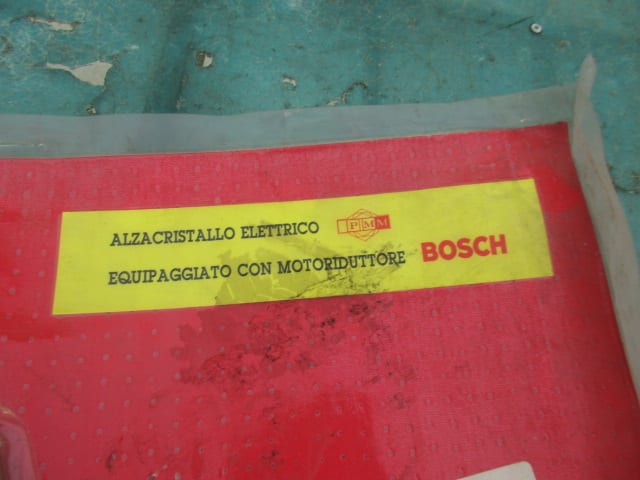 ALZACRISTALLO ELETTRICO PMM
EQUIPAGGIATO CON MOTORIDUTTORE BOSCH